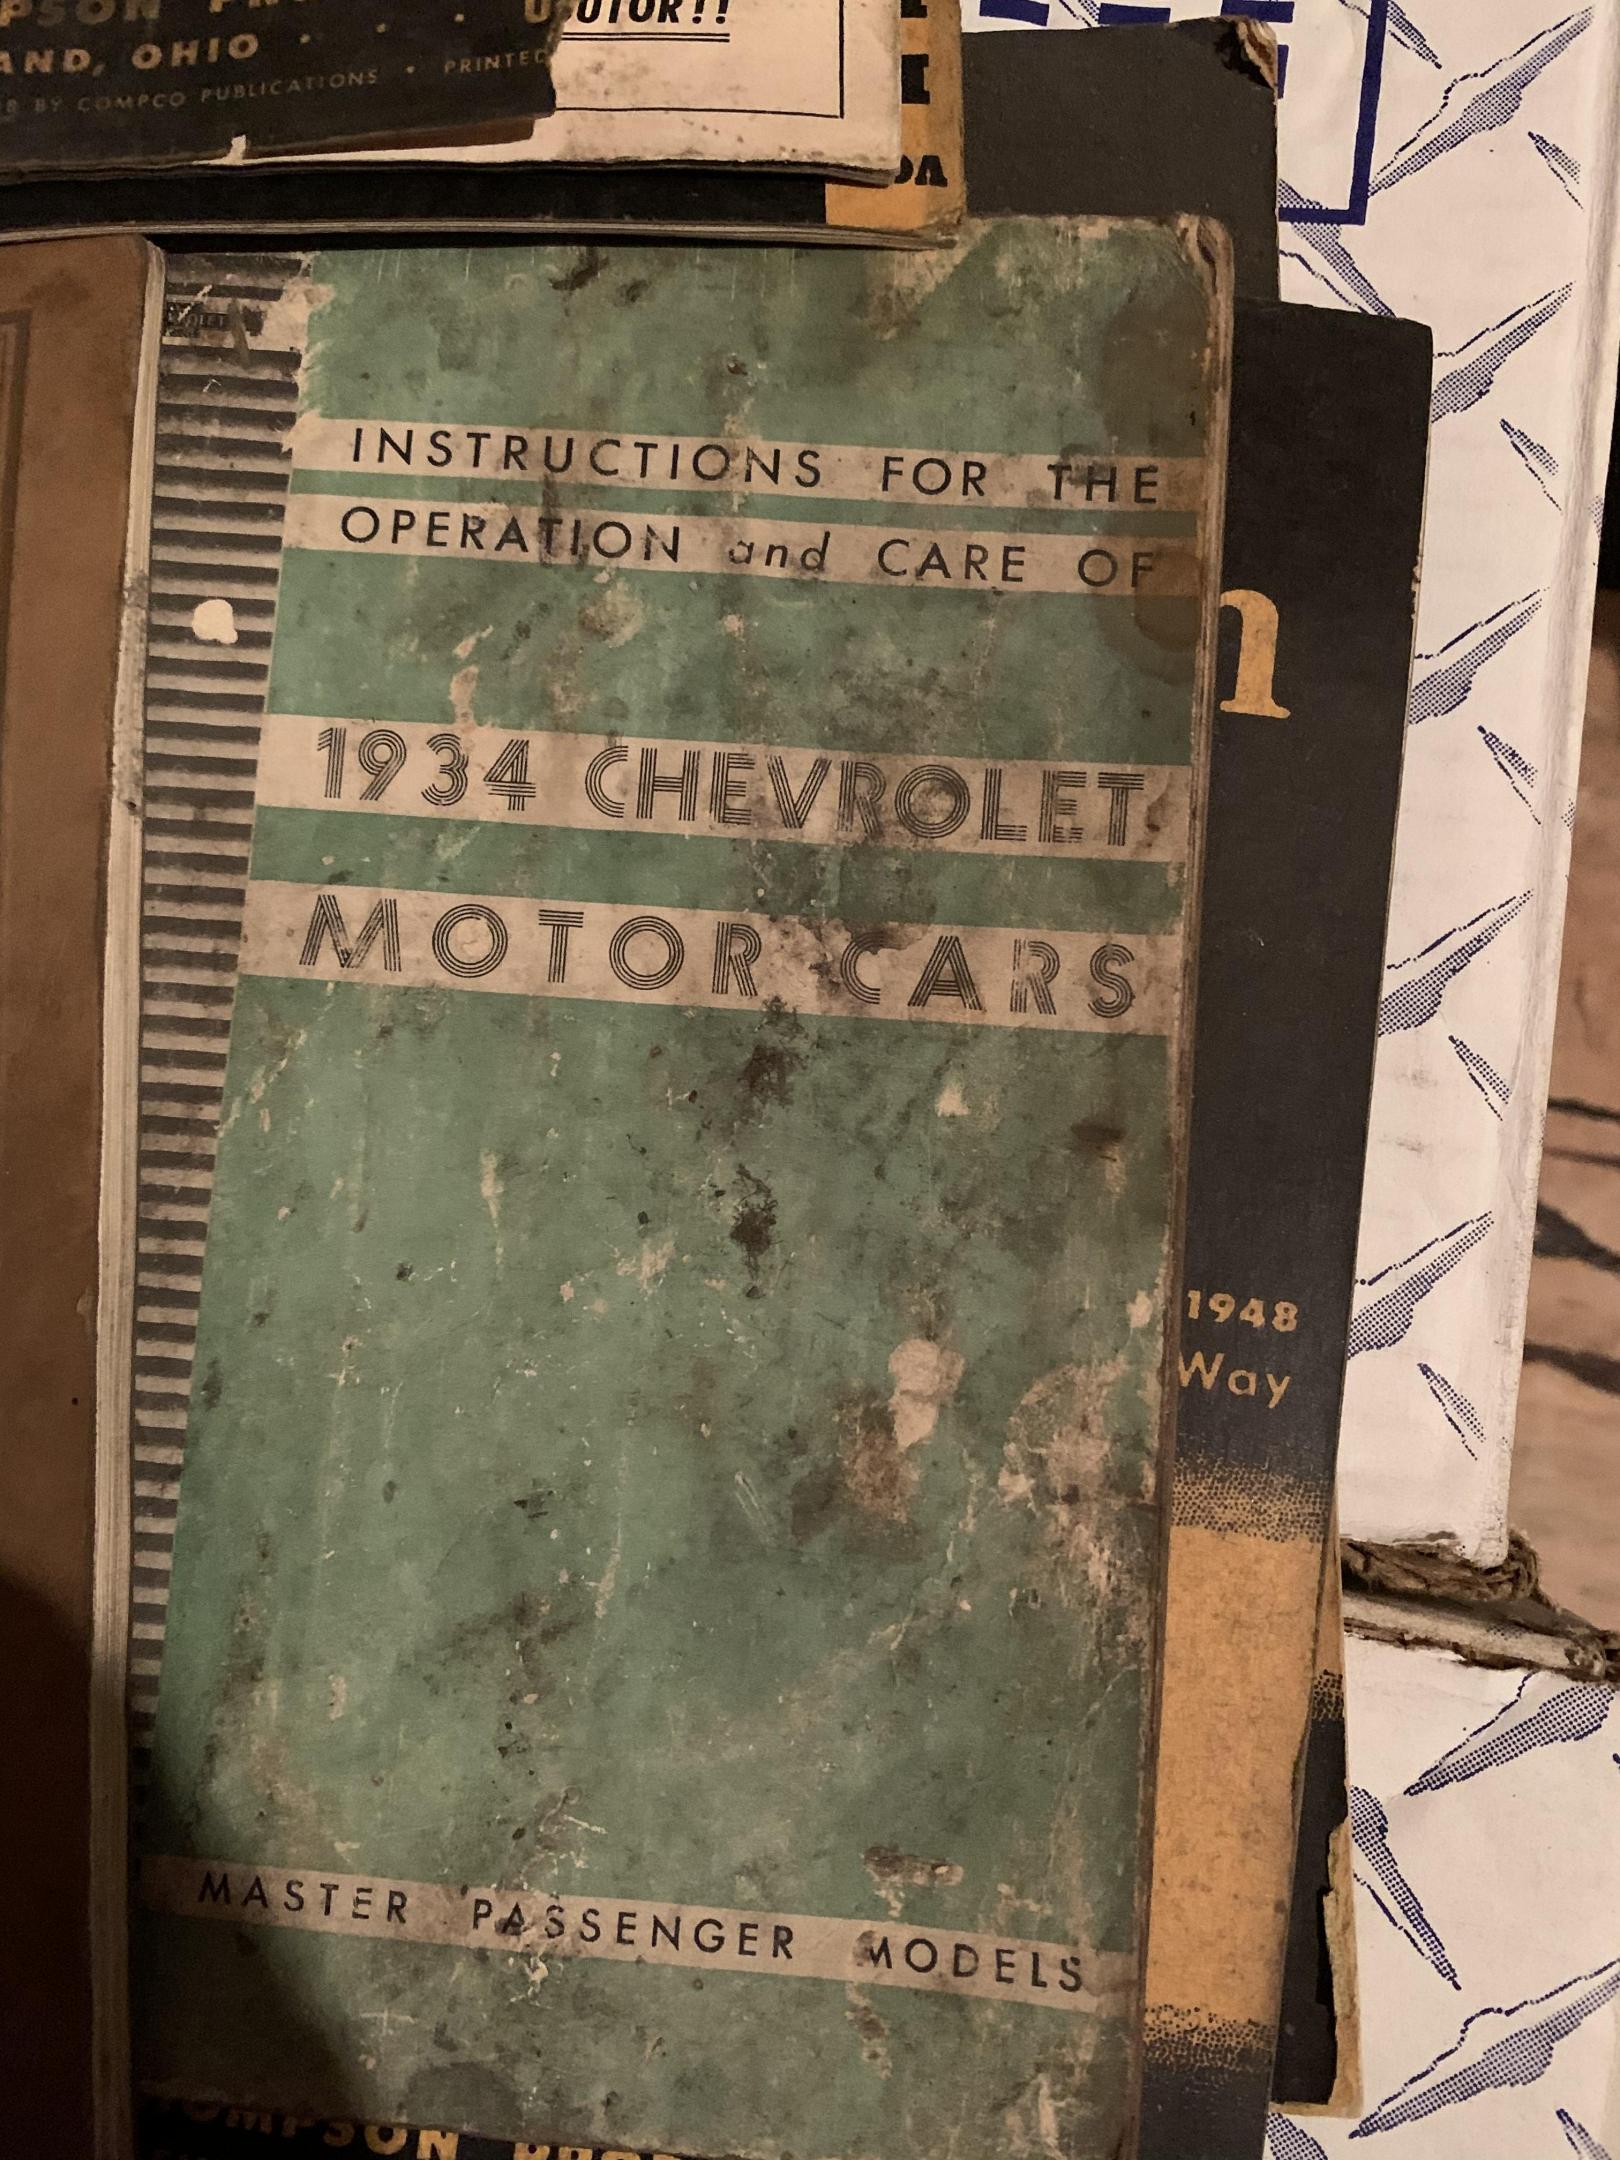 AND, OHIO
BY COMPCO PUBLICATIONS • PRINTED
INSTRUCTIONS FOR THE
OPERATION and CARE OF
1934 CHEVROLET
MOTOR CARS
1948
Way
MASTER PASSENGER MODELS